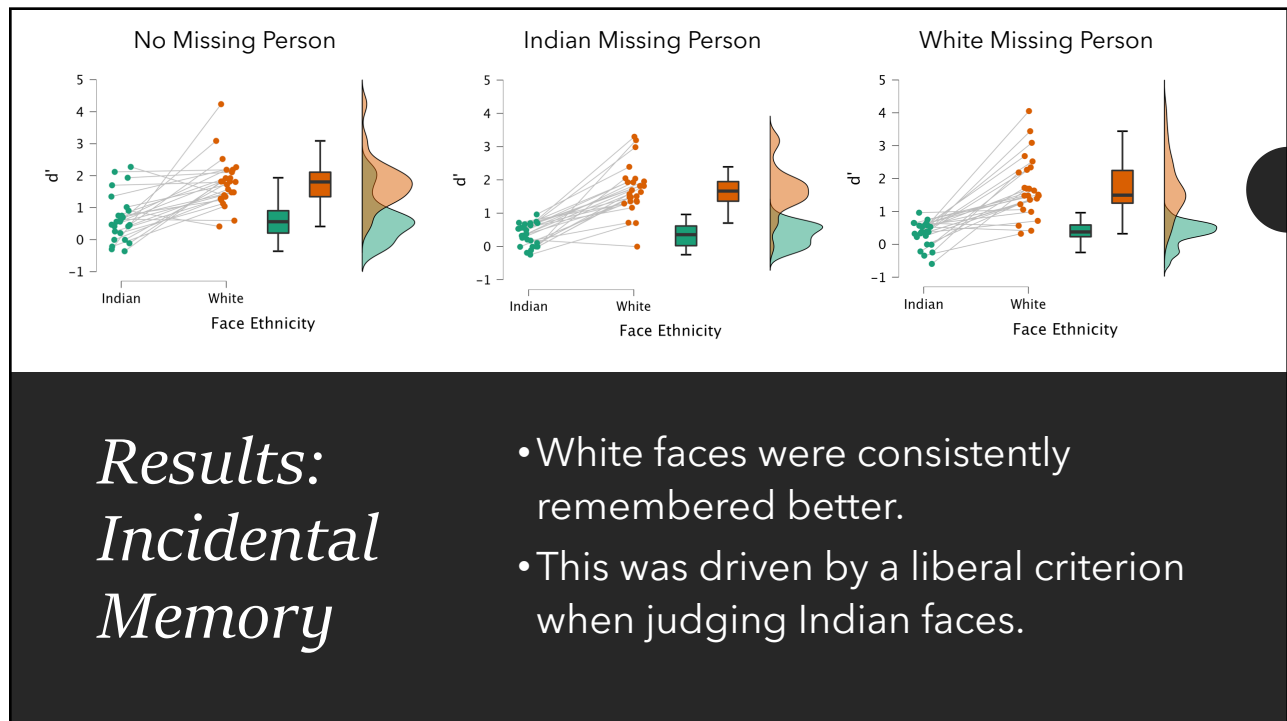 No Missing Person
Indian Missing Person
White Missing Person
d'
5
4
3
2
1
0
−1
Indian
White
Face Ethnicity
d'
5
4
3
2
1
0
−1
Indian
White
Face Ethnicity
d'
5
4
3
2
1
0
−1
Indian
White
Face Ethnicity
Results:
Incidental
Memory
•White faces were consistently
remembered better.
•This was driven by a liberal criterion
when judging Indian faces.